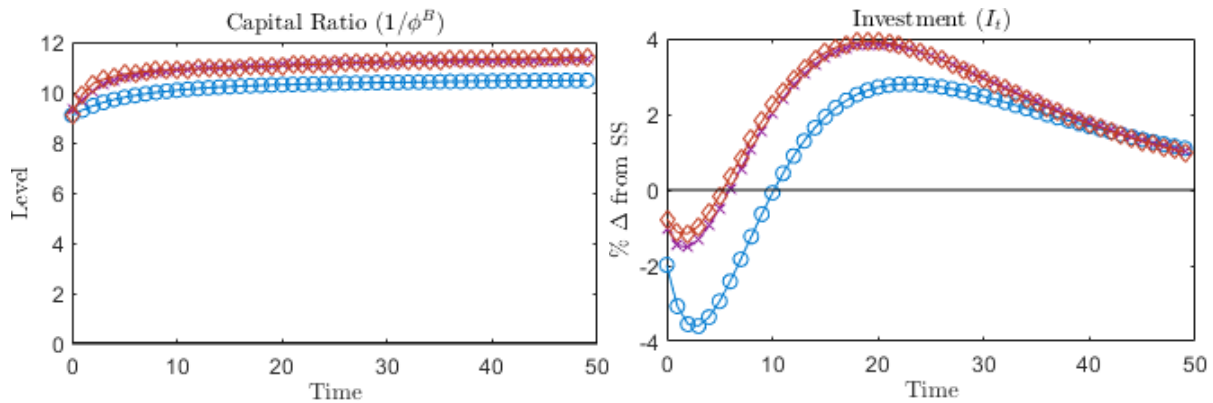 Capital Ratio (1/φ^B)
Level
12
10
8
6
4
2
0
0 10 20 30 40 50
Time
Investment (I_t)
% Δ from SS
4
2
0
-2
-4
0 10 20 30 40 50
Time